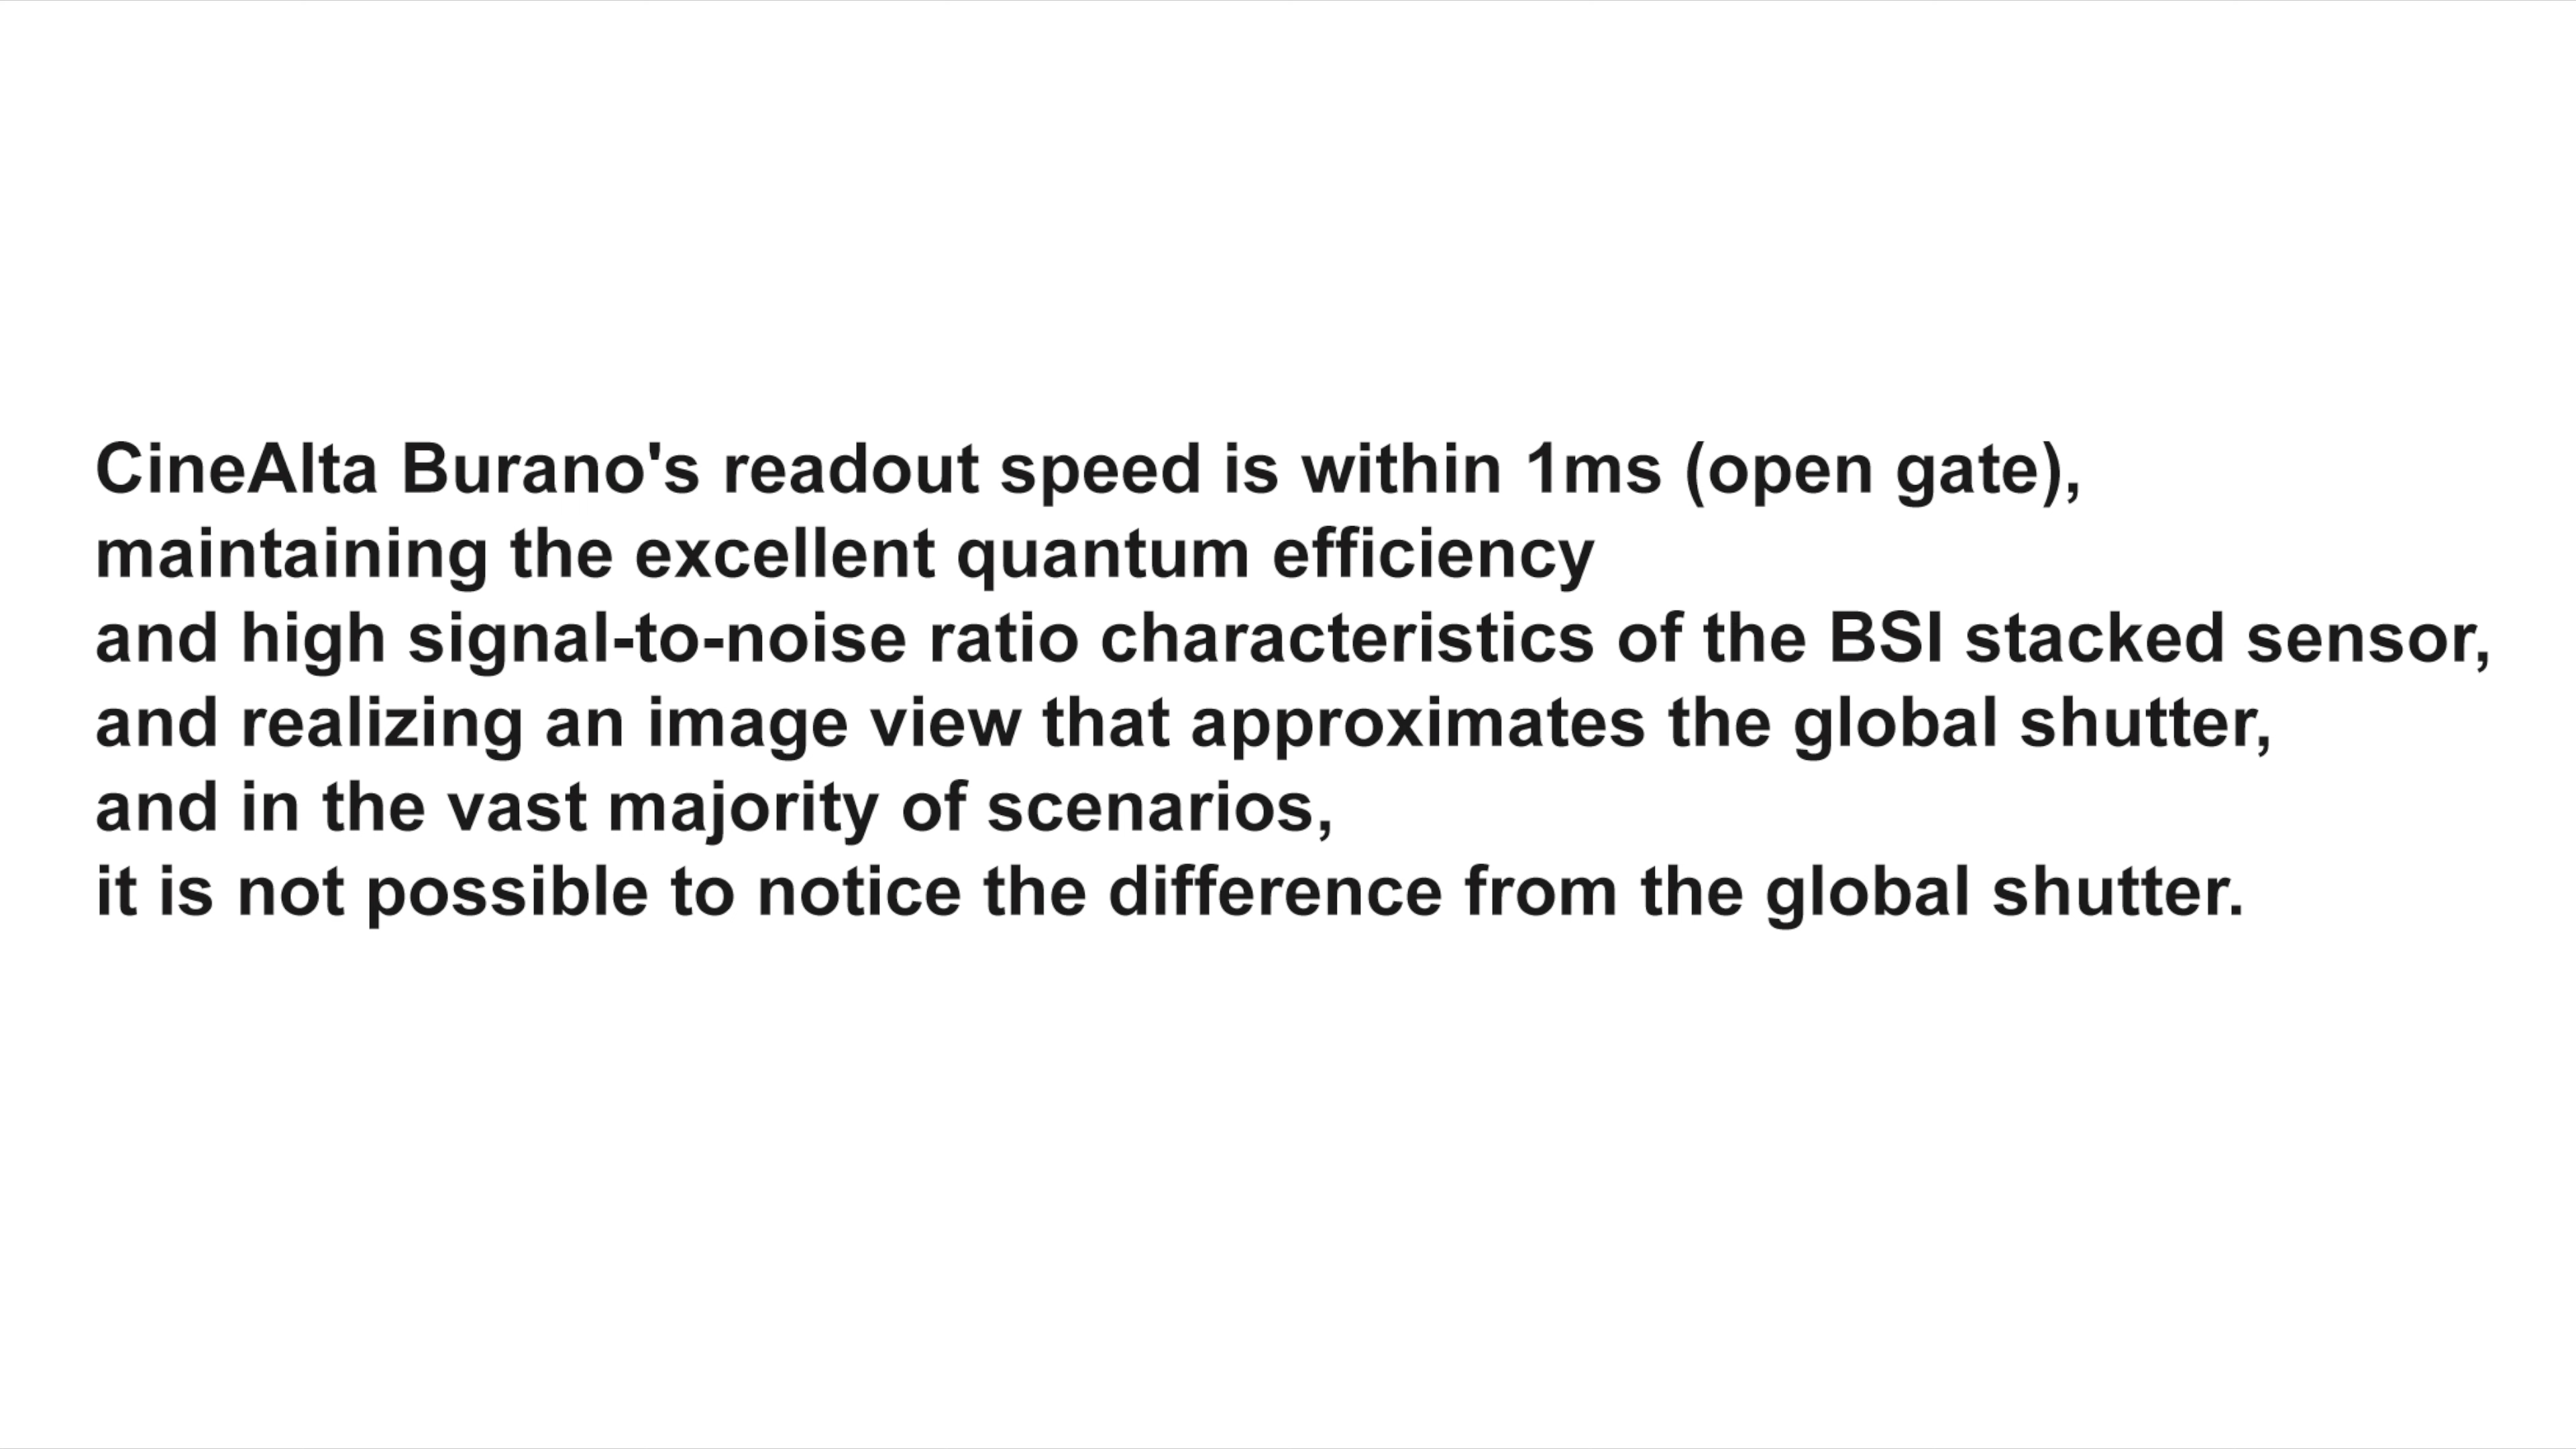 CineAlta Burano's readout speed is within 1ms (open gate),
maintaining the excellent quantum efficiency
and high signal-to-noise ratio characteristics of the BSI stacked sensor,
and realizing an image view that approximates the global shutter,
and in the vast majority of scenarios,
it is not possible to notice the difference from the global shutter.